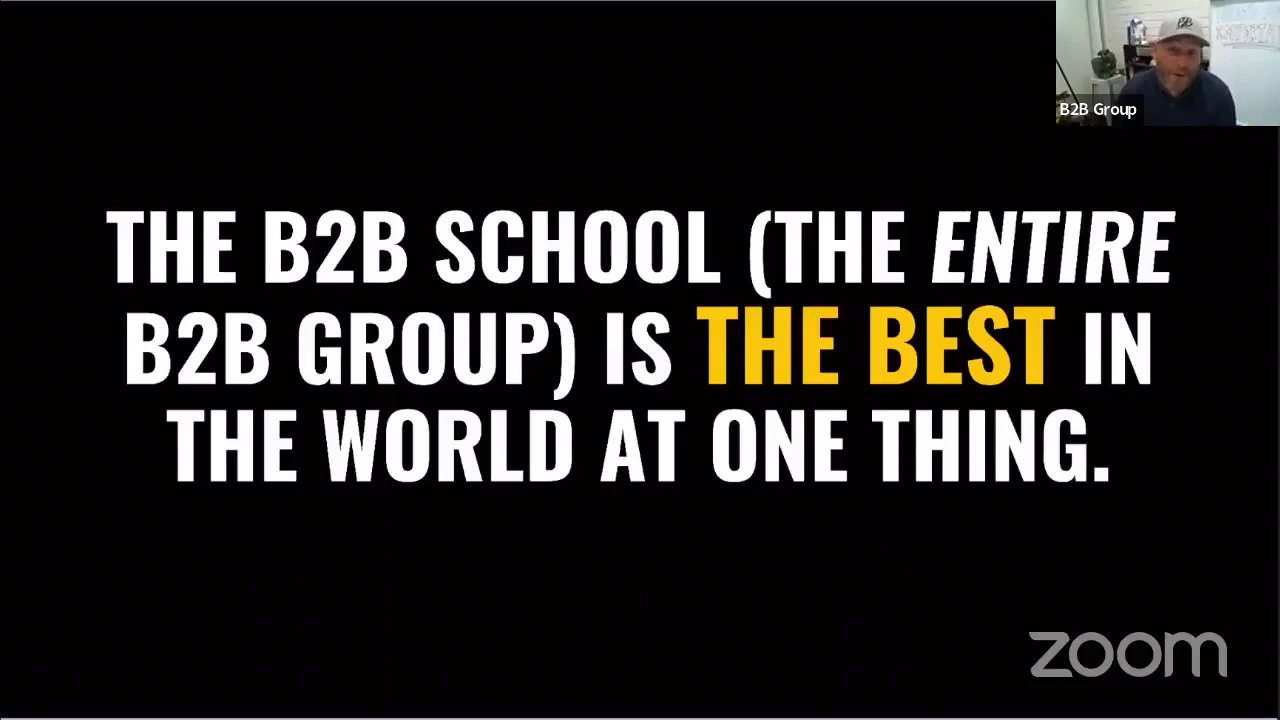 B2B Group
THE B2B SCHOOL (THE ENTIRE
B2B GROUP) IS THE BEST IN
THE WORLD AT ONE THING.
zoom